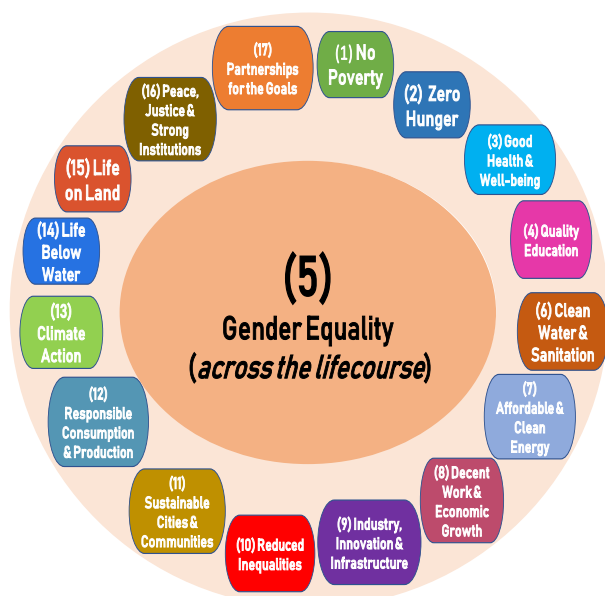 (17)
Partnerships
for the Goals
(1) No
Poverty
(2) Zero
Hunger
(3) Good
Health &
Well-being
(4) Quality
Education
(6) Clean
Water &
Sanitation
(7)
Affordable &
Clean
Energy
(8) Decent
Work &
Economic
Growth
(9) Industry,
Innovation &
Infrastructure
(10) Reduced
Inequalities
(11)
Sustainable
Cities &
Communities
(12)
Responsible
Consumption
& Production
(13)
Climate
Action
(14) Life
Below
Water
(15) Life
on Land
(16) Peace,
Justice &
Strong
Institutions
(5)
Gender Equality
(across the lifecourse)